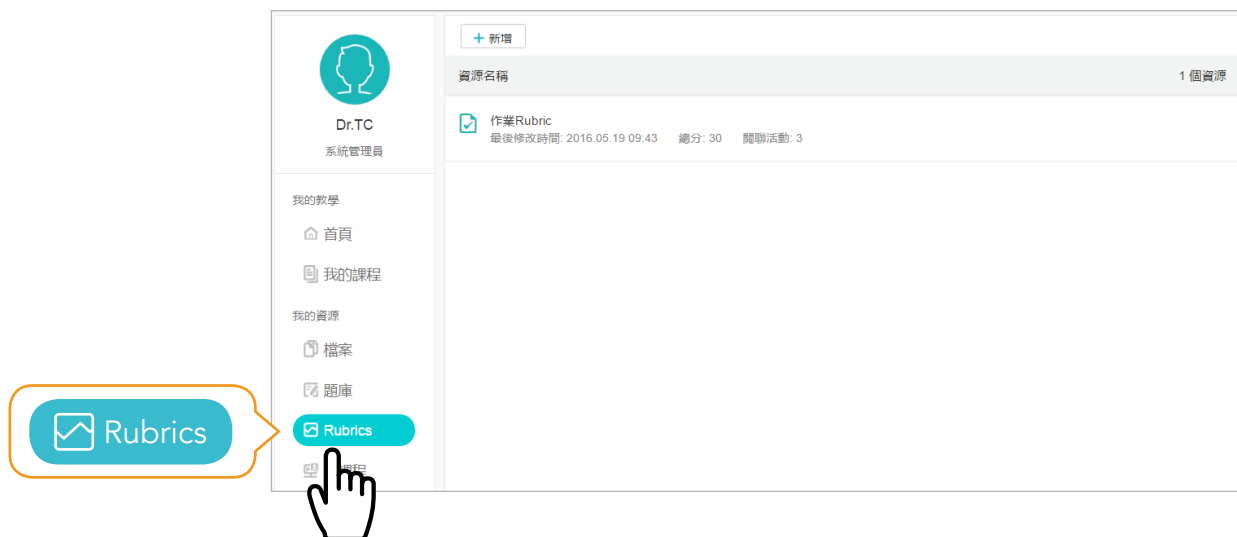 新增
資源名稱
1 個資源
Dr.TC
系統管理員
作業Rubric
最後修改時間: 2016.05.19 09:43 總分: 30 關聯活動: 3
我的教學
首頁
我的課程
我的資源
檔案
題庫
Rubrics
Rubrics